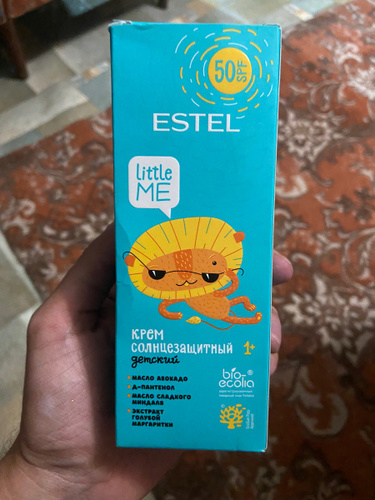 50 SPF
ESTEL
little
ME
крем
солнцезащитный
детский
1+
• масло авокадо
• Д-пантенол
• масло сладкого
миндаля
• экстракт
голубой
маргаритки
bio-
ecolia®